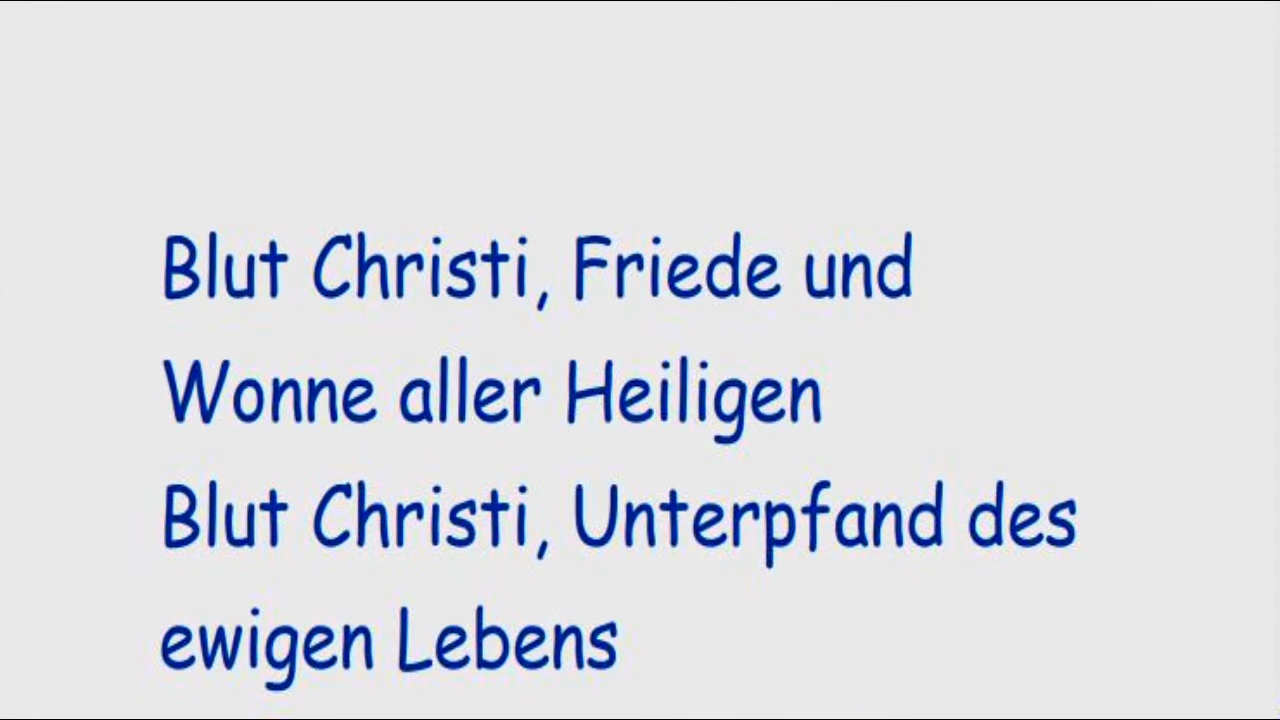 Blut Christi, Friede und
Wonne aller Heiligen
Blut Christi, Unterpfand des
ewigen Lebens